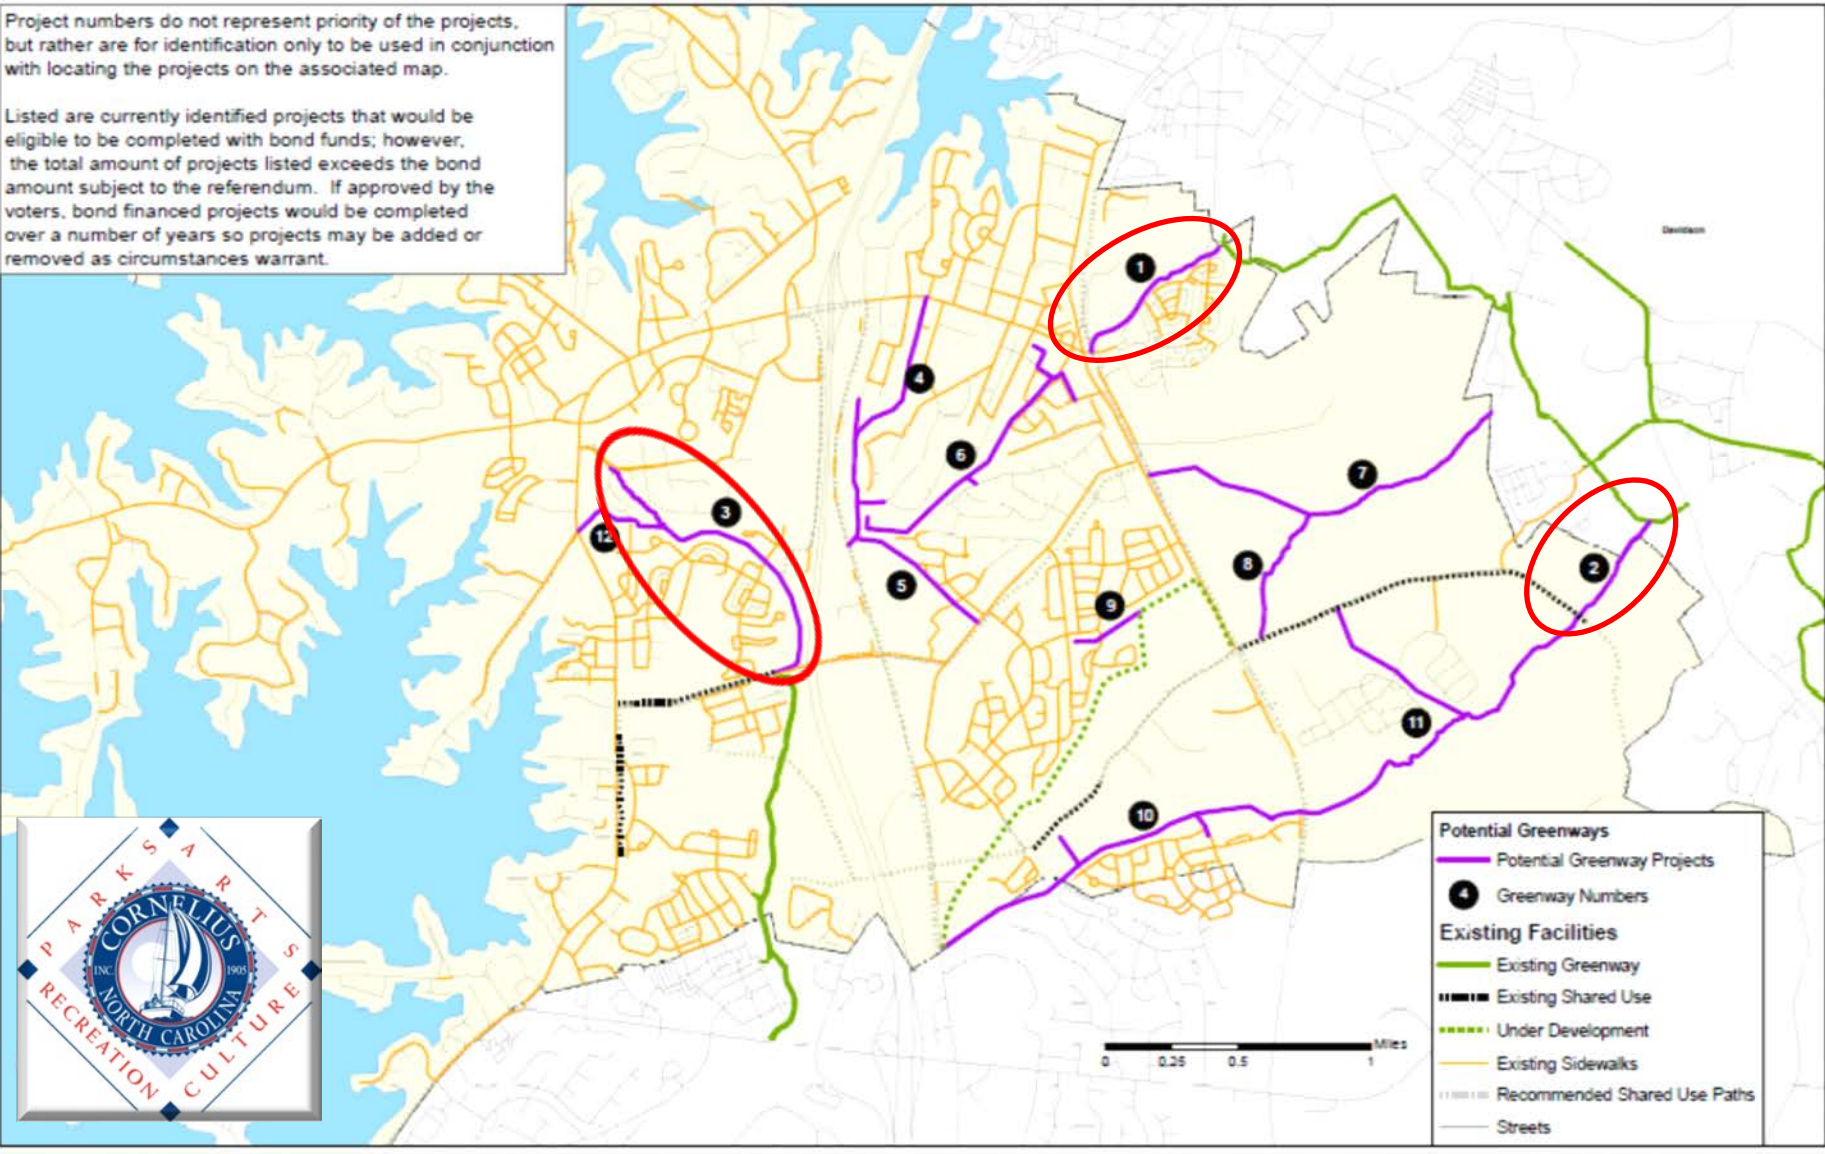 Project numbers do not represent priority of the projects,
but rather are for identification only to be used in conjunction
with locating the projects on the associated map.
Listed are currently identified projects that would be
eligible to be completed with bond funds; however,
the total amount of projects listed exceeds the bond
amount subject to the referendum. If approved by the
voters, bond financed projects would be completed
over a number of years so projects may be added or
removed as circumstances warrant.
Davidson
1
4
6
3
12
7
8
2
5
9
11
10
PARKS ART
RECREATION CULTURE
CORNELIUS
INC. 1905
NORTH CAROLINA
Potential Greenways
Potential Greenway Projects
4 Greenway Numbers
Existing Facilities
Existing Greenway
Existing Shared Use
Under Development
Existing Sidewalks
Recommended Shared Use Paths
Streets
Miles
0 0.25 0.5 1